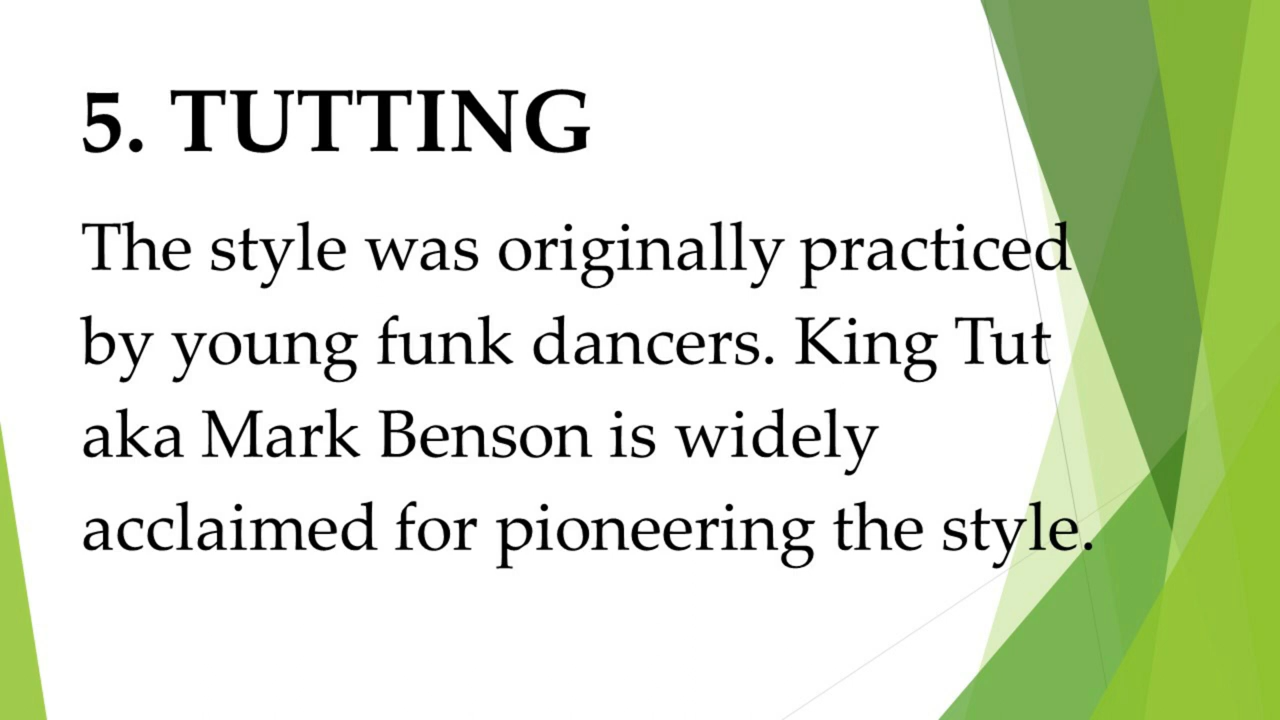 5. TUTTING
The style was originally practiced
by young funk dancers. King Tut
aka Mark Benson is widely
acclaimed for pioneering the style.